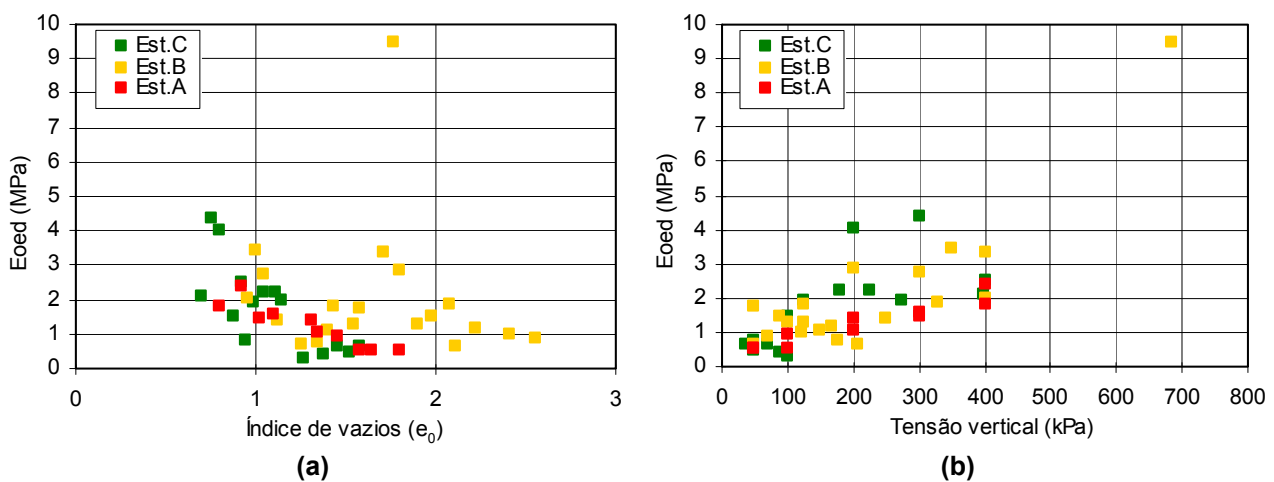 10
9
8
7
6
5
4
3
2
1
0
Eoed (MPa)
Est.C
Est.B
Est.A
0 1 2 3
Índice de vazios (e0)
(a)
10
9
8
7
6
5
4
3
2
1
0
Eoed (MPa)
Est.C
Est.B
Est.A
0 100 200 300 400 500 600 700 800
Tensão vertical (kPa)
(b)